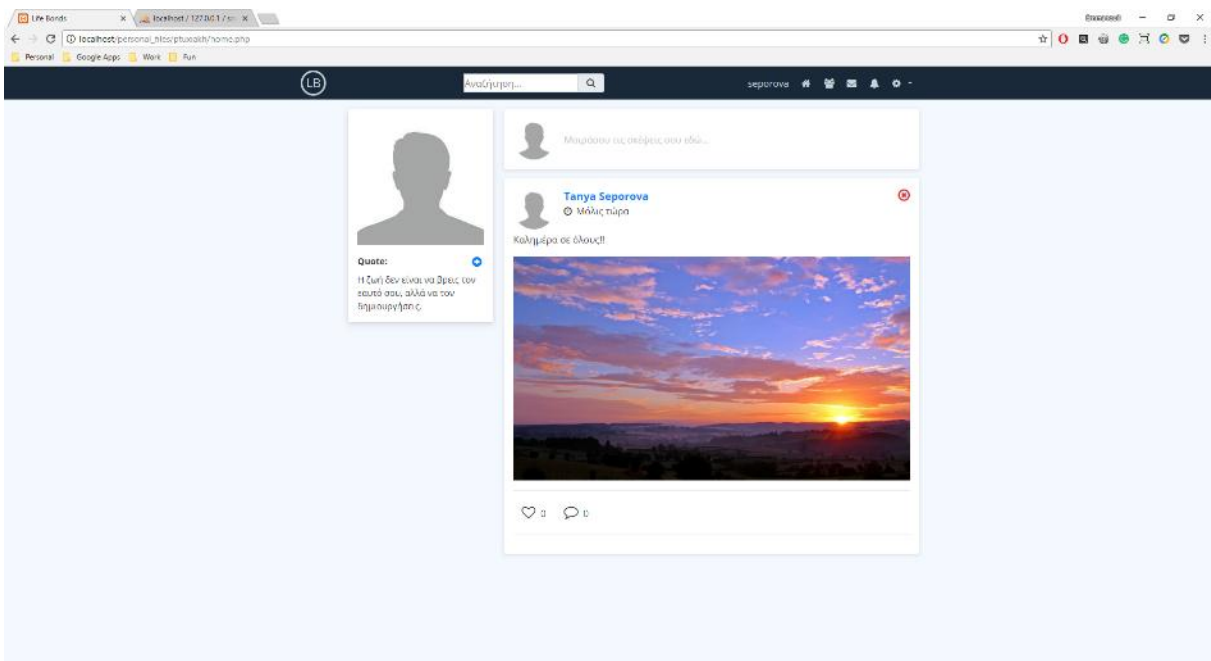 Life Bonds
localhost / 127.0.0.1 /
localhost/personal_files/ptuxiakh/home.php
Personal
Google Apps
Work
Fun
LB
Αναζήτηση...
seporova
Μοιράσου τις σκέψεις σου εδώ...
Tanya Seporova
Μόλις τώρα
Καλημέρα σε όλους!!
Quote:
Η ζωή δεν είναι να βρεις τον
εαυτό σου, αλλά να τον
δημιουργήσεις.
0
0